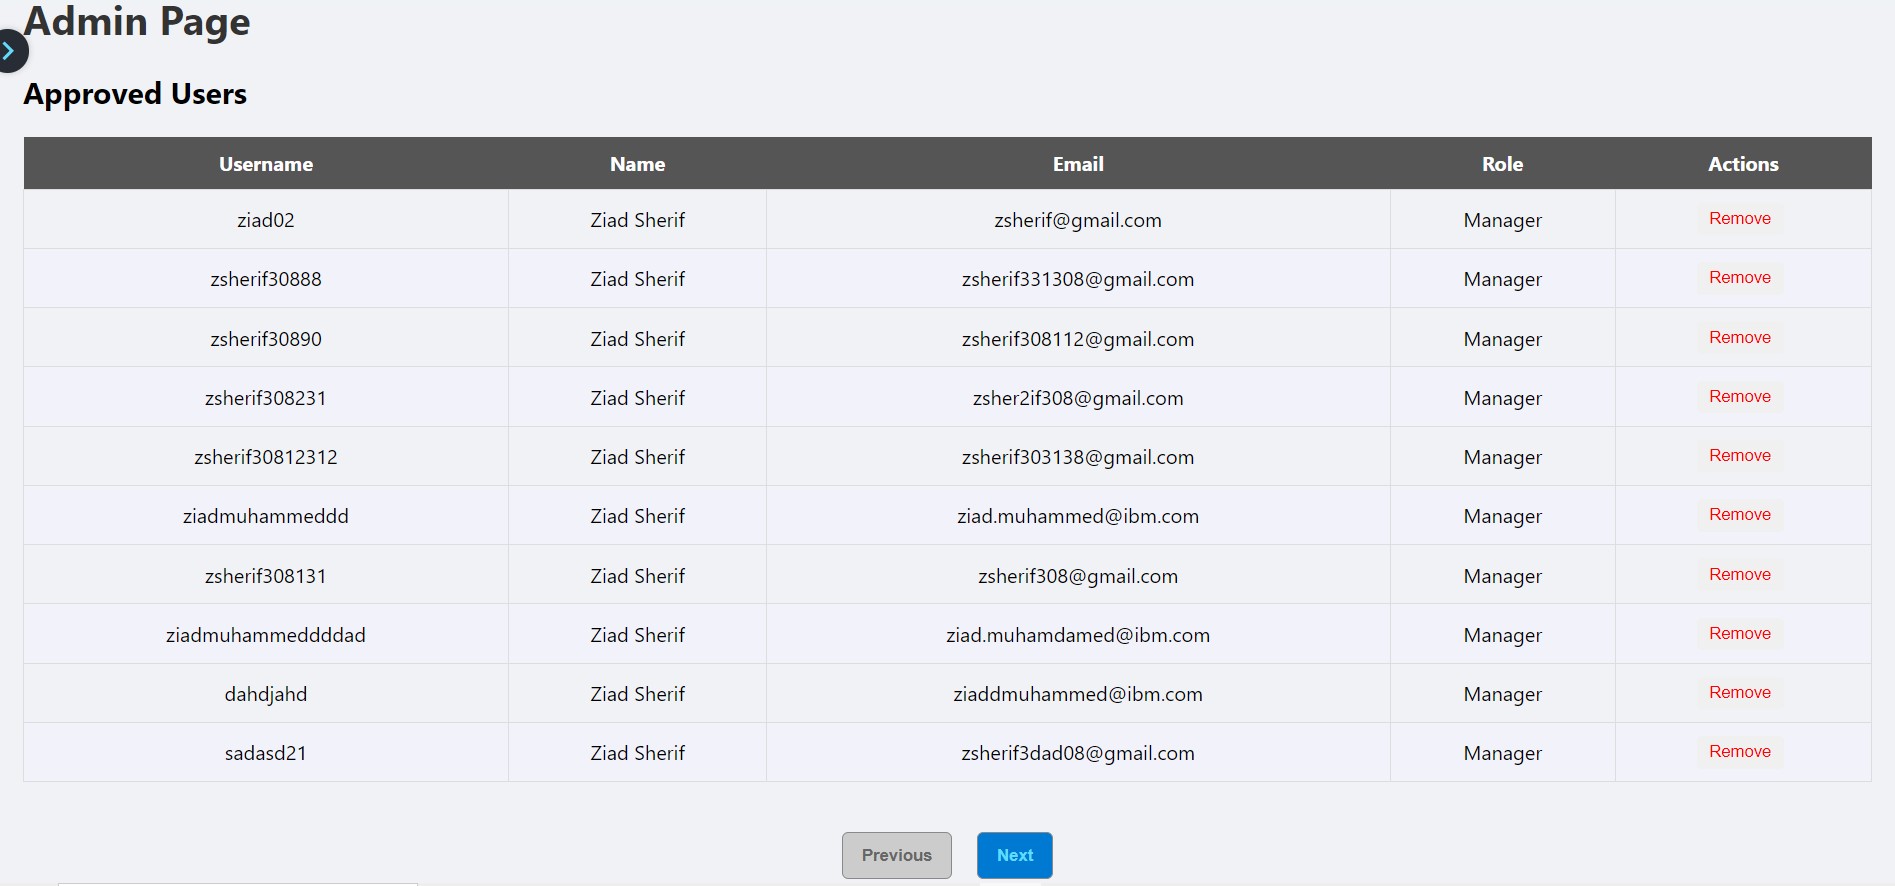 Admin Page
Approved Users
Username Name Email Role Actions
ziad02 Ziad Sherif zsherif@gmail.com Manager Remove
zsherif30888 Ziad Sherif zsherif331308@gmail.com Manager Remove
zsherif30890 Ziad Sherif zsherif308112@gmail.com Manager Remove
zsherif308231 Ziad Sherif zsher2if308@gmail.com Manager Remove
zsherif30812312 Ziad Sherif zsherif303138@gmail.com Manager Remove
ziadmuhammeddd Ziad Sherif ziad.muhammed@ibm.com Manager Remove
zsherif308131 Ziad Sherif zsherif308@gmail.com Manager Remove
ziadmuhammeddddad Ziad Sherif ziad.muhamdamed@ibm.com Manager Remove
dahdjahd Ziad Sherif ziaddmuhammed@ibm.com Manager Remove
sadasd21 Ziad Sherif zsherif3dad08@gmail.com Manager Remove
Previous Next